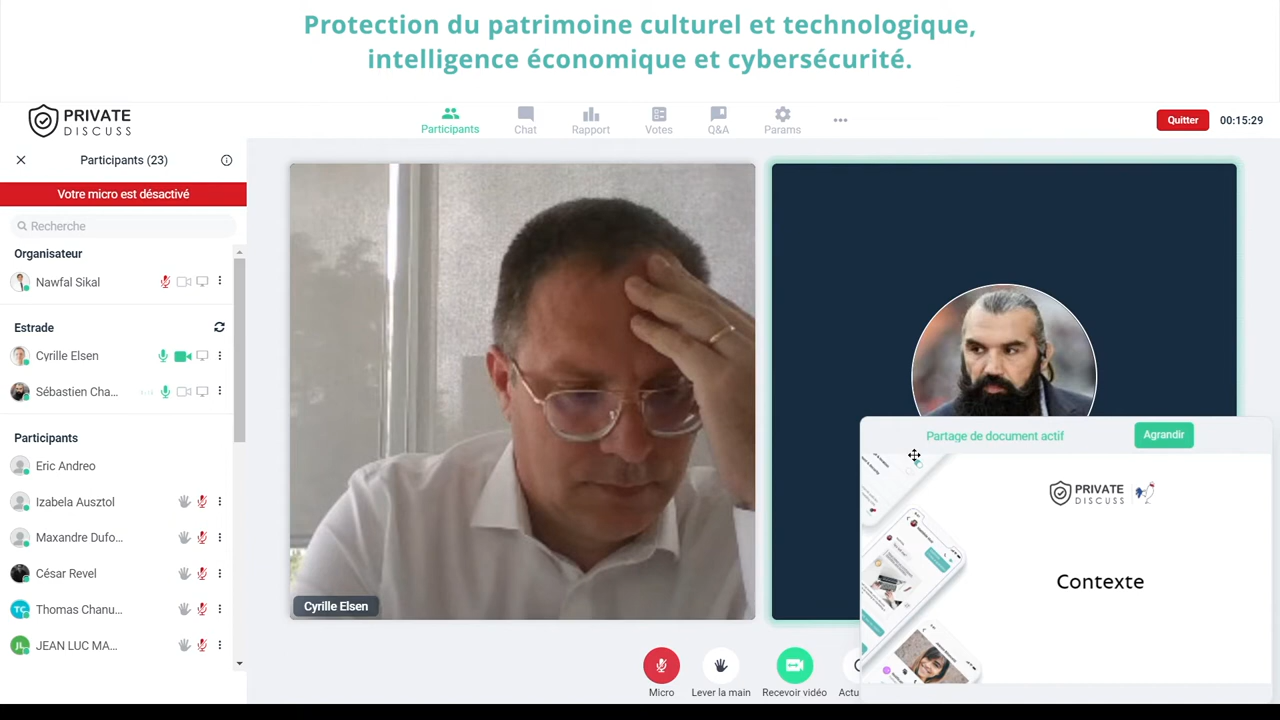 Protection du patrimoine culturel et technologique,
intelligence économique et cybersécurité.
PRIVATE
DISCUSS
Participants
Chat
Rapport
Votes
Q&A
Params
Quitter
00:15:29
Participants (23)
Votre micro est désactivé
Recherche
Organisateur
Nawfal Sikal
Estrade
Cyrille Elsen
Sébastien Cha...
Participants
Eric Andreo
Izabela Ausztol
Maxandre Dufo...
César Revel
TC
Thomas Chanu...
JL
JEAN LUC MA...
Cyrille Elsen
Partage de document actif
Agrandir
PRIVATE
DISCUSS
Contexte
Micro
Lever la main
Recevoir vidéo
Actu